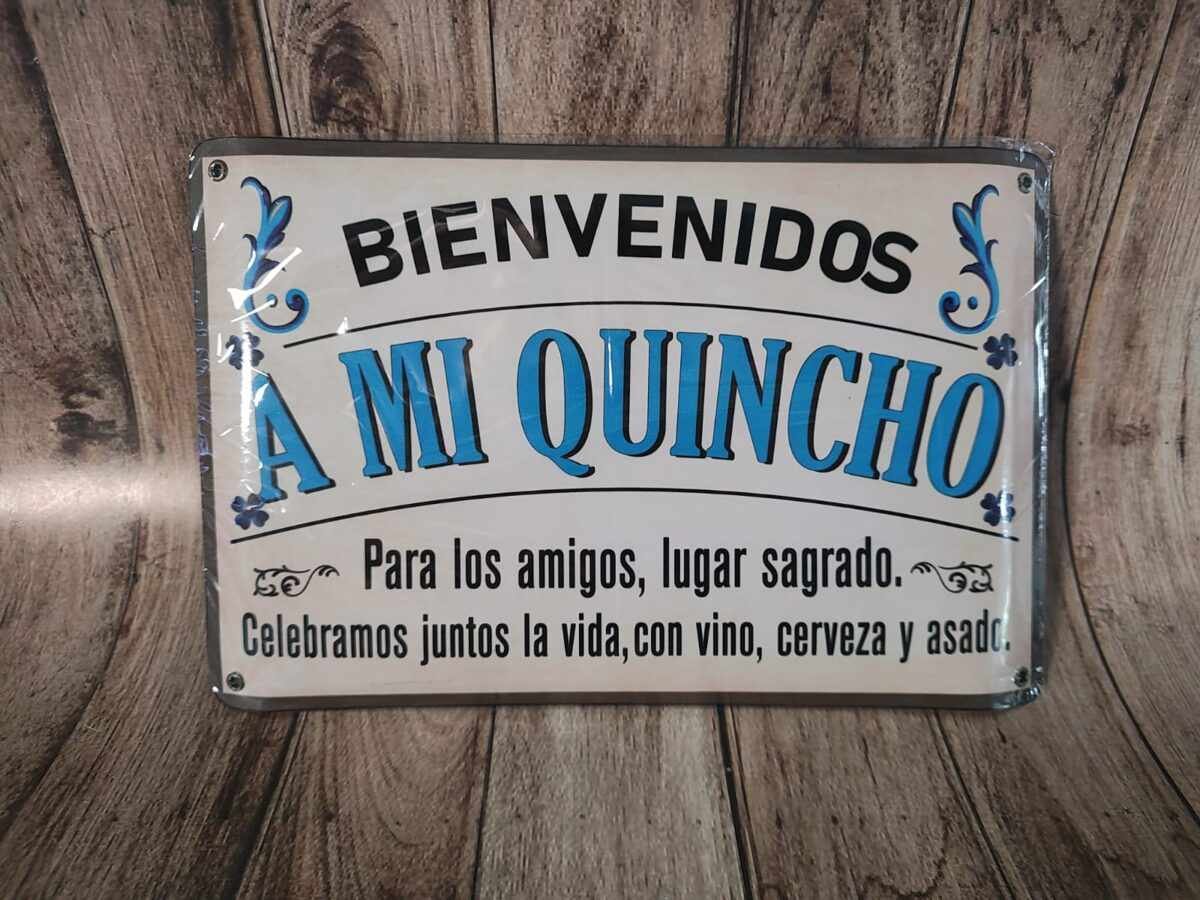 BIENVENIDOS
A MI QUINCHO
Para los amigos, lugar sagrado.
Celebramos juntos la vida, con vino, cerveza y asado.